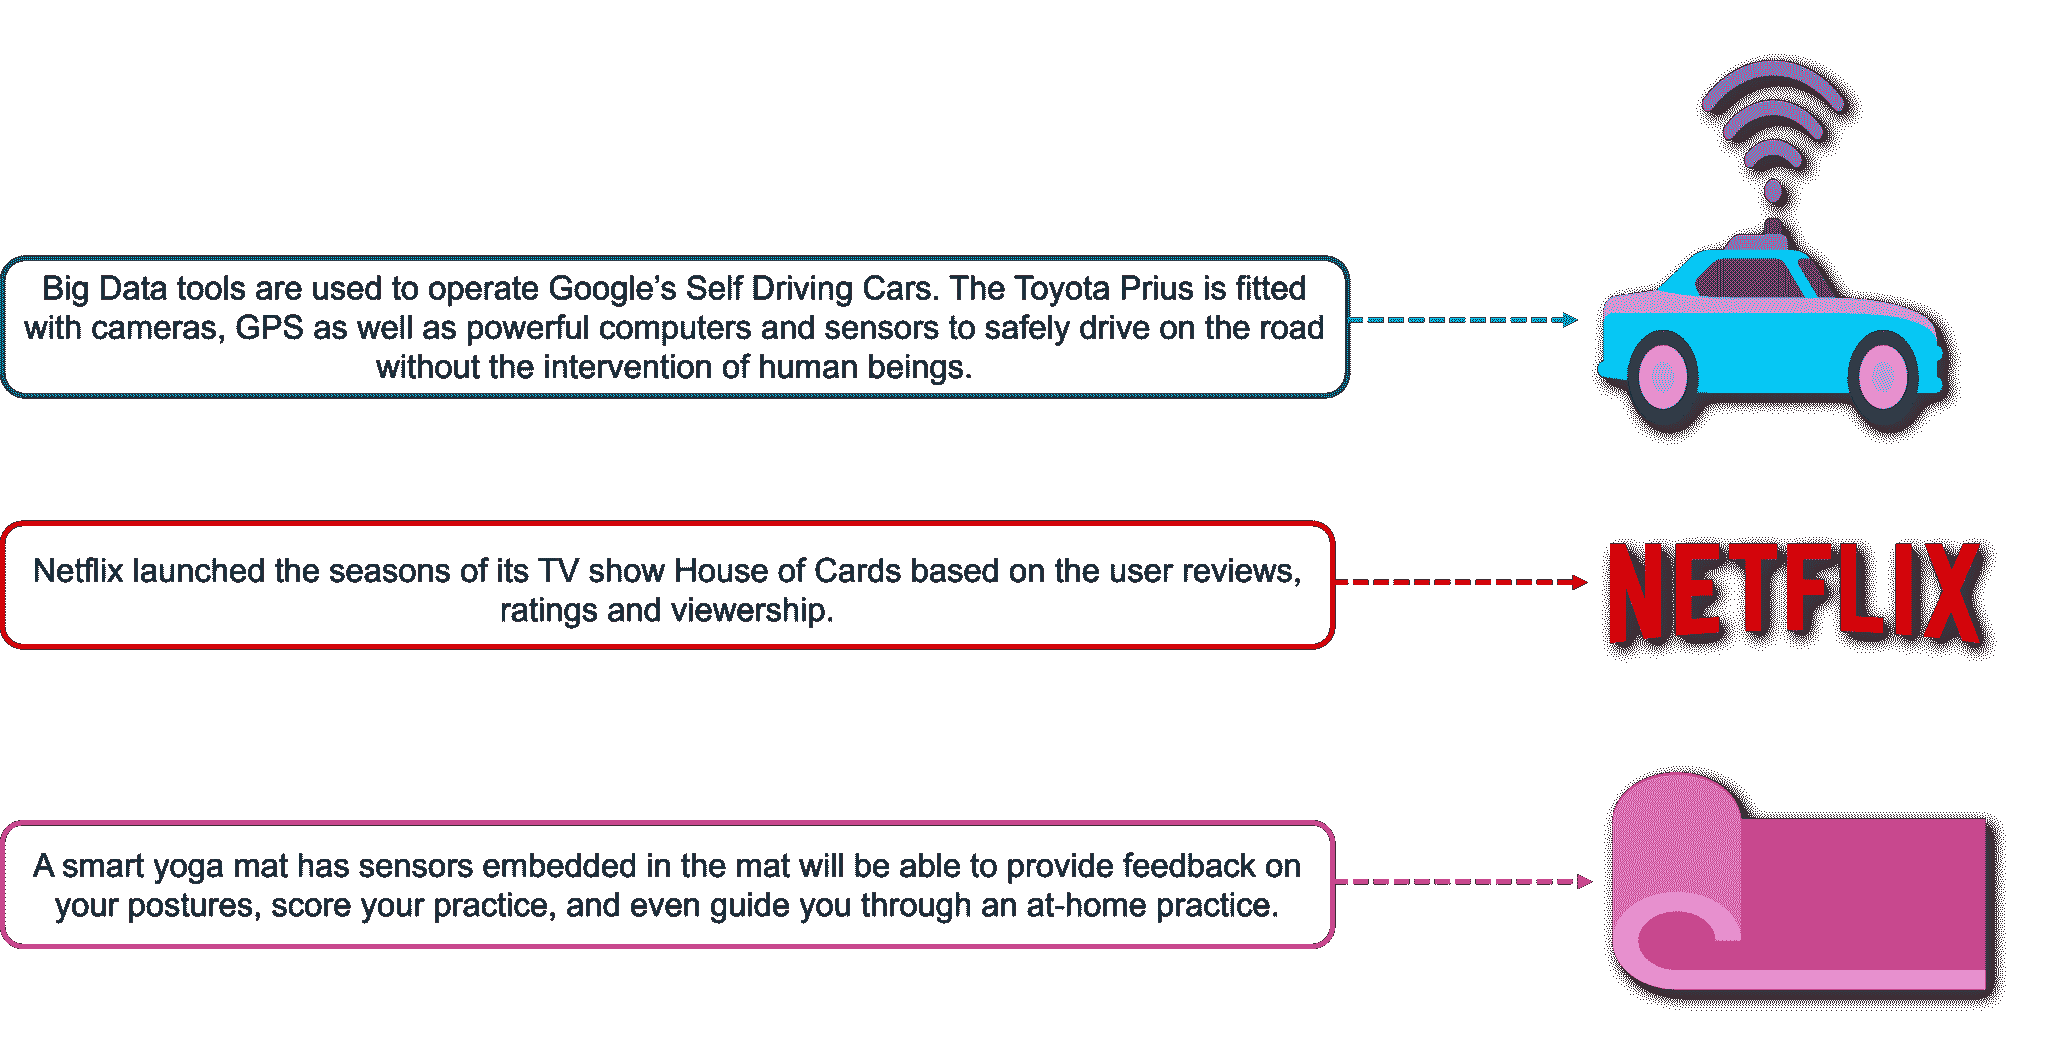 Big Data tools are used to operate Google’s Self Driving Cars. The Toyota Prius is fitted
with cameras, GPS as well as powerful computers and sensors to safely drive on the road
without the intervention of human beings.
Netflix launched the seasons of its TV show House of Cards based on the user reviews,
ratings and viewership.
NETFLIX
A smart yoga mat has sensors embedded in the mat will be able to provide feedback on
your postures, score your practice, and even guide you through an at-home practice.